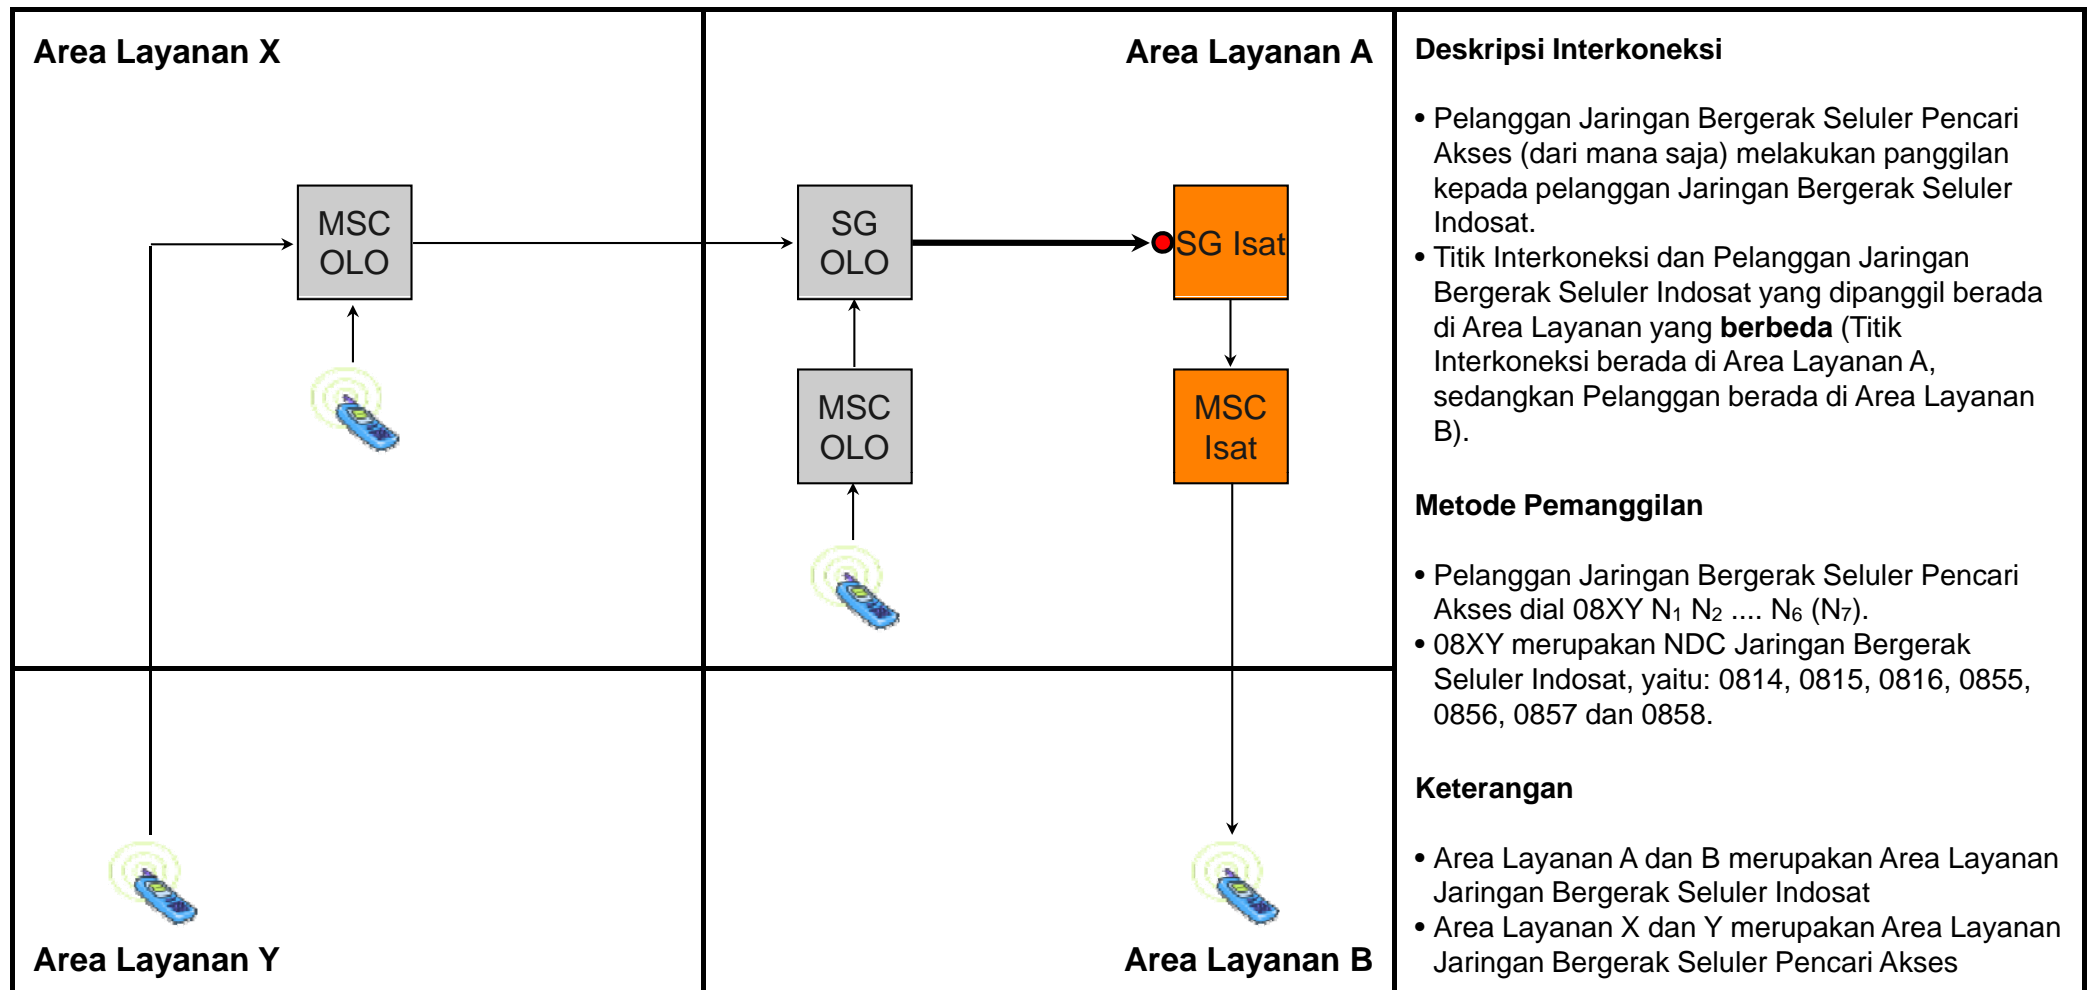 Area Layanan X
Area Layanan A
MSC
OLO
SG
OLO
SG Isat
MSC
OLO
MSC
Isat
Area Layanan Y
Area Layanan B
Deskripsi Interkoneksi
• Pelanggan Jaringan Bergerak Seluler Pencari
Akses (dari mana saja) melakukan panggilan
kepada pelanggan Jaringan Bergerak Seluler
Indosat.
• Titik Interkoneksi dan Pelanggan Jaringan
Bergerak Seluler Indosat yang dipanggil berada
di Area Layanan yang berbeda (Titik
Interkoneksi berada di Area Layanan A,
sedangkan Pelanggan berada di Area Layanan
B).
Metode Pemanggilan
• Pelanggan Jaringan Bergerak Seluler Pencari
Akses dial 08XY N₁ N₂ .... N₆ (N₇).
• 08XY merupakan NDC Jaringan Bergerak
Seluler Indosat, yaitu: 0814, 0815, 0816, 0855,
0856, 0857 dan 0858.
Keterangan
• Area Layanan A dan B merupakan Area Layanan
Jaringan Bergerak Seluler Indosat
• Area Layanan X dan Y merupakan Area Layanan
Jaringan Bergerak Seluler Pencari Akses